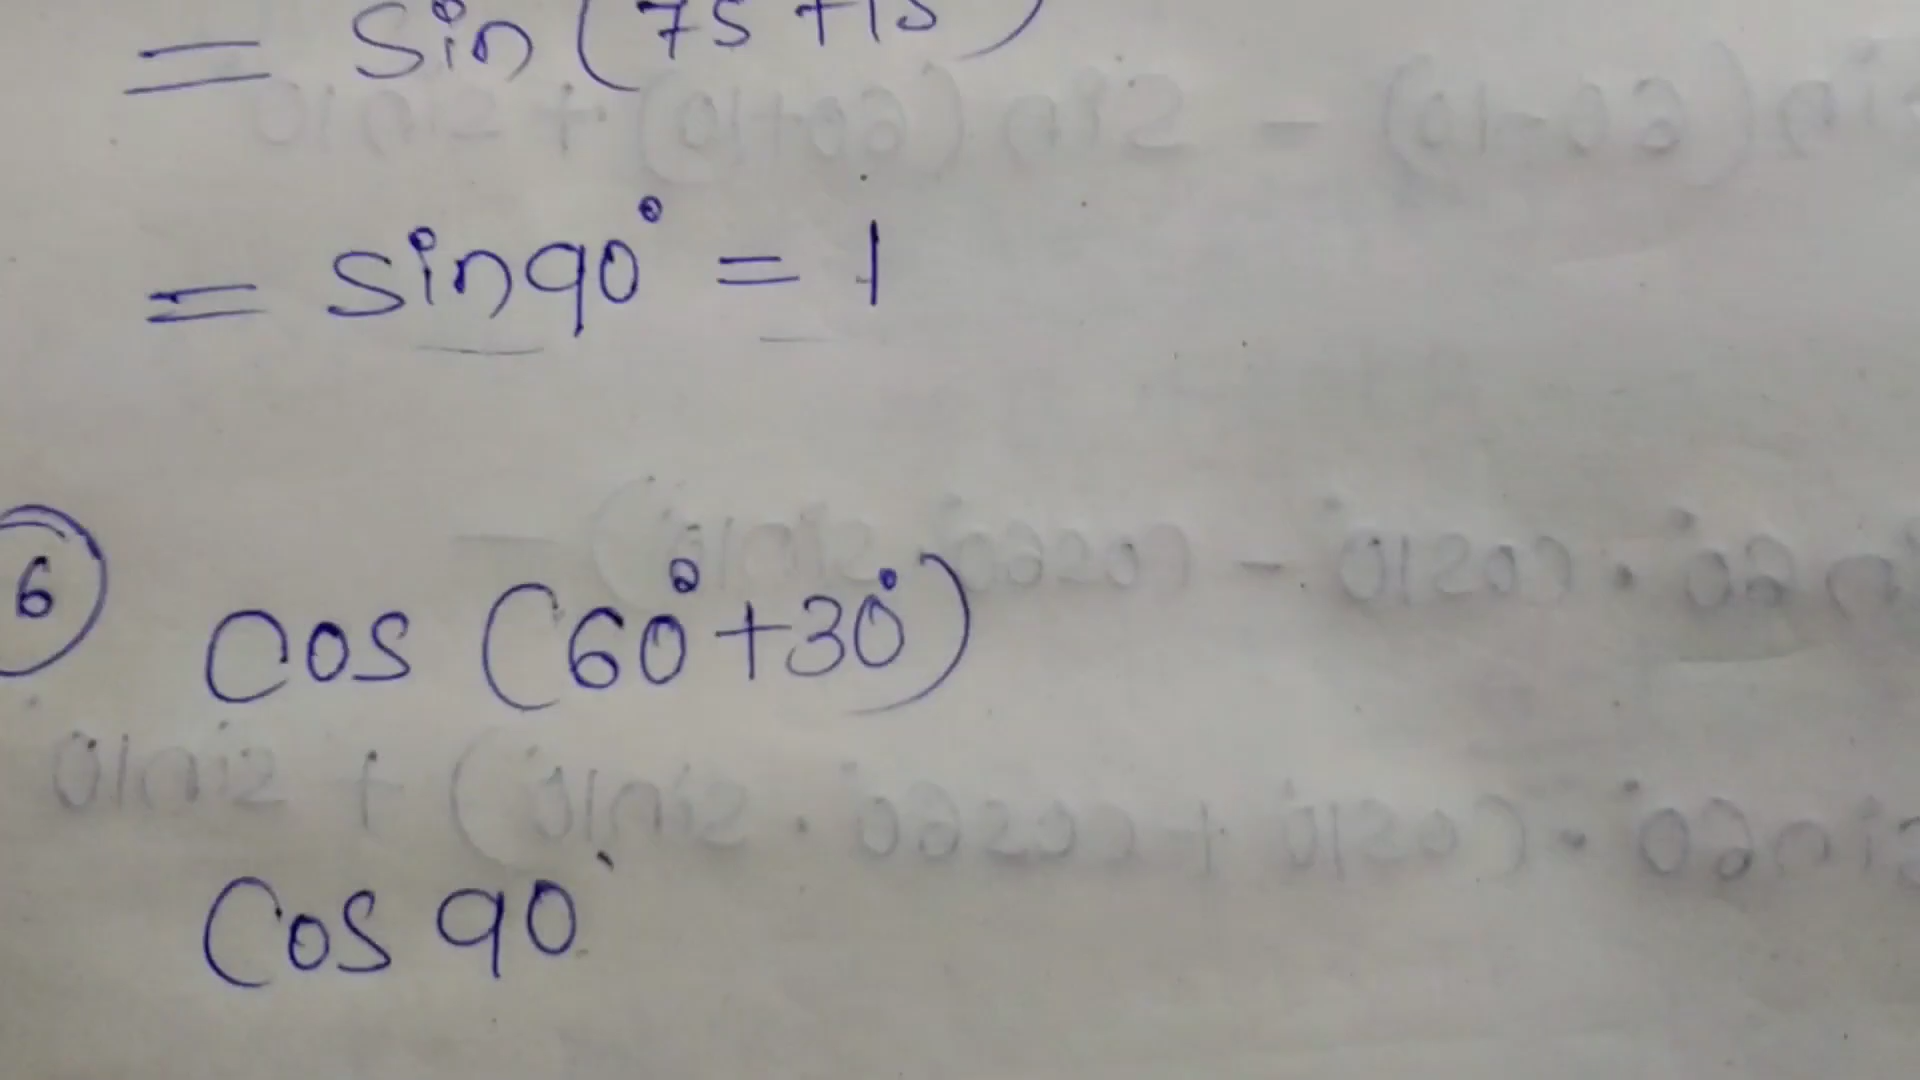 = Sin (75 + 15)
= sin90° = 1
6
Cos (60° + 30°)
Cos 90°